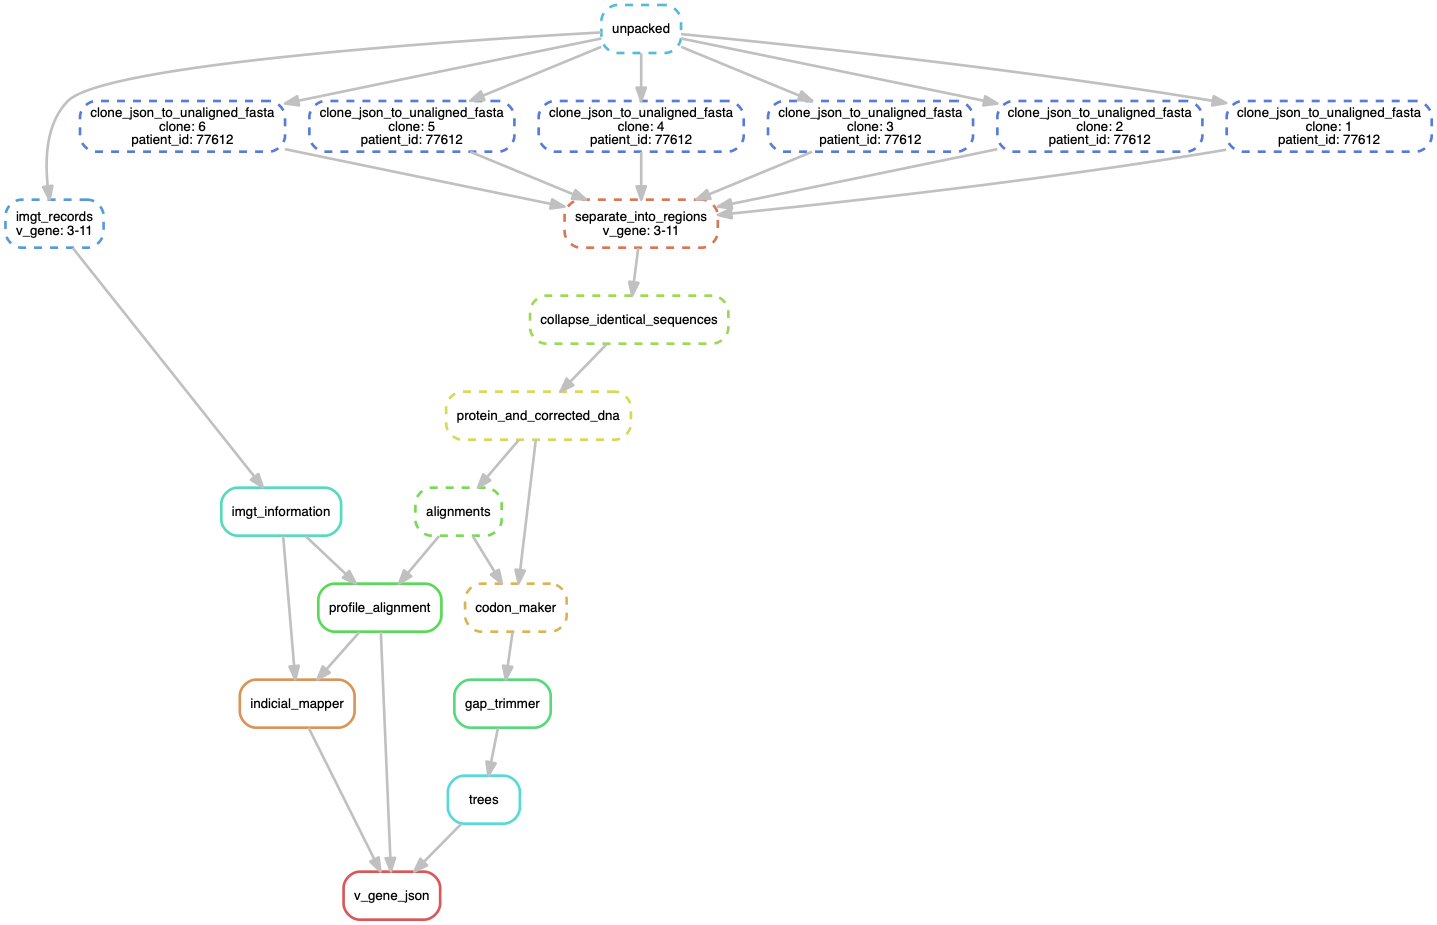 unpacked
clone_json_to_unaligned_fasta
clone: 6
patient_id: 77612
clone_json_to_unaligned_fasta
clone: 5
patient_id: 77612
clone_json_to_unaligned_fasta
clone: 4
patient_id: 77612
clone_json_to_unaligned_fasta
clone: 3
patient_id: 77612
clone_json_to_unaligned_fasta
clone: 2
patient_id: 77612
clone_json_to_unaligned_fasta
clone: 1
patient_id: 77612
imgt_records
v_gene: 3-11
separate_into_regions
v_gene: 3-11
collapse_identical_sequences
protein_and_corrected_dna
imgt_information
alignments
profile_alignment
codon_maker
indicial_mapper
gap_trimmer
trees
v_gene_json